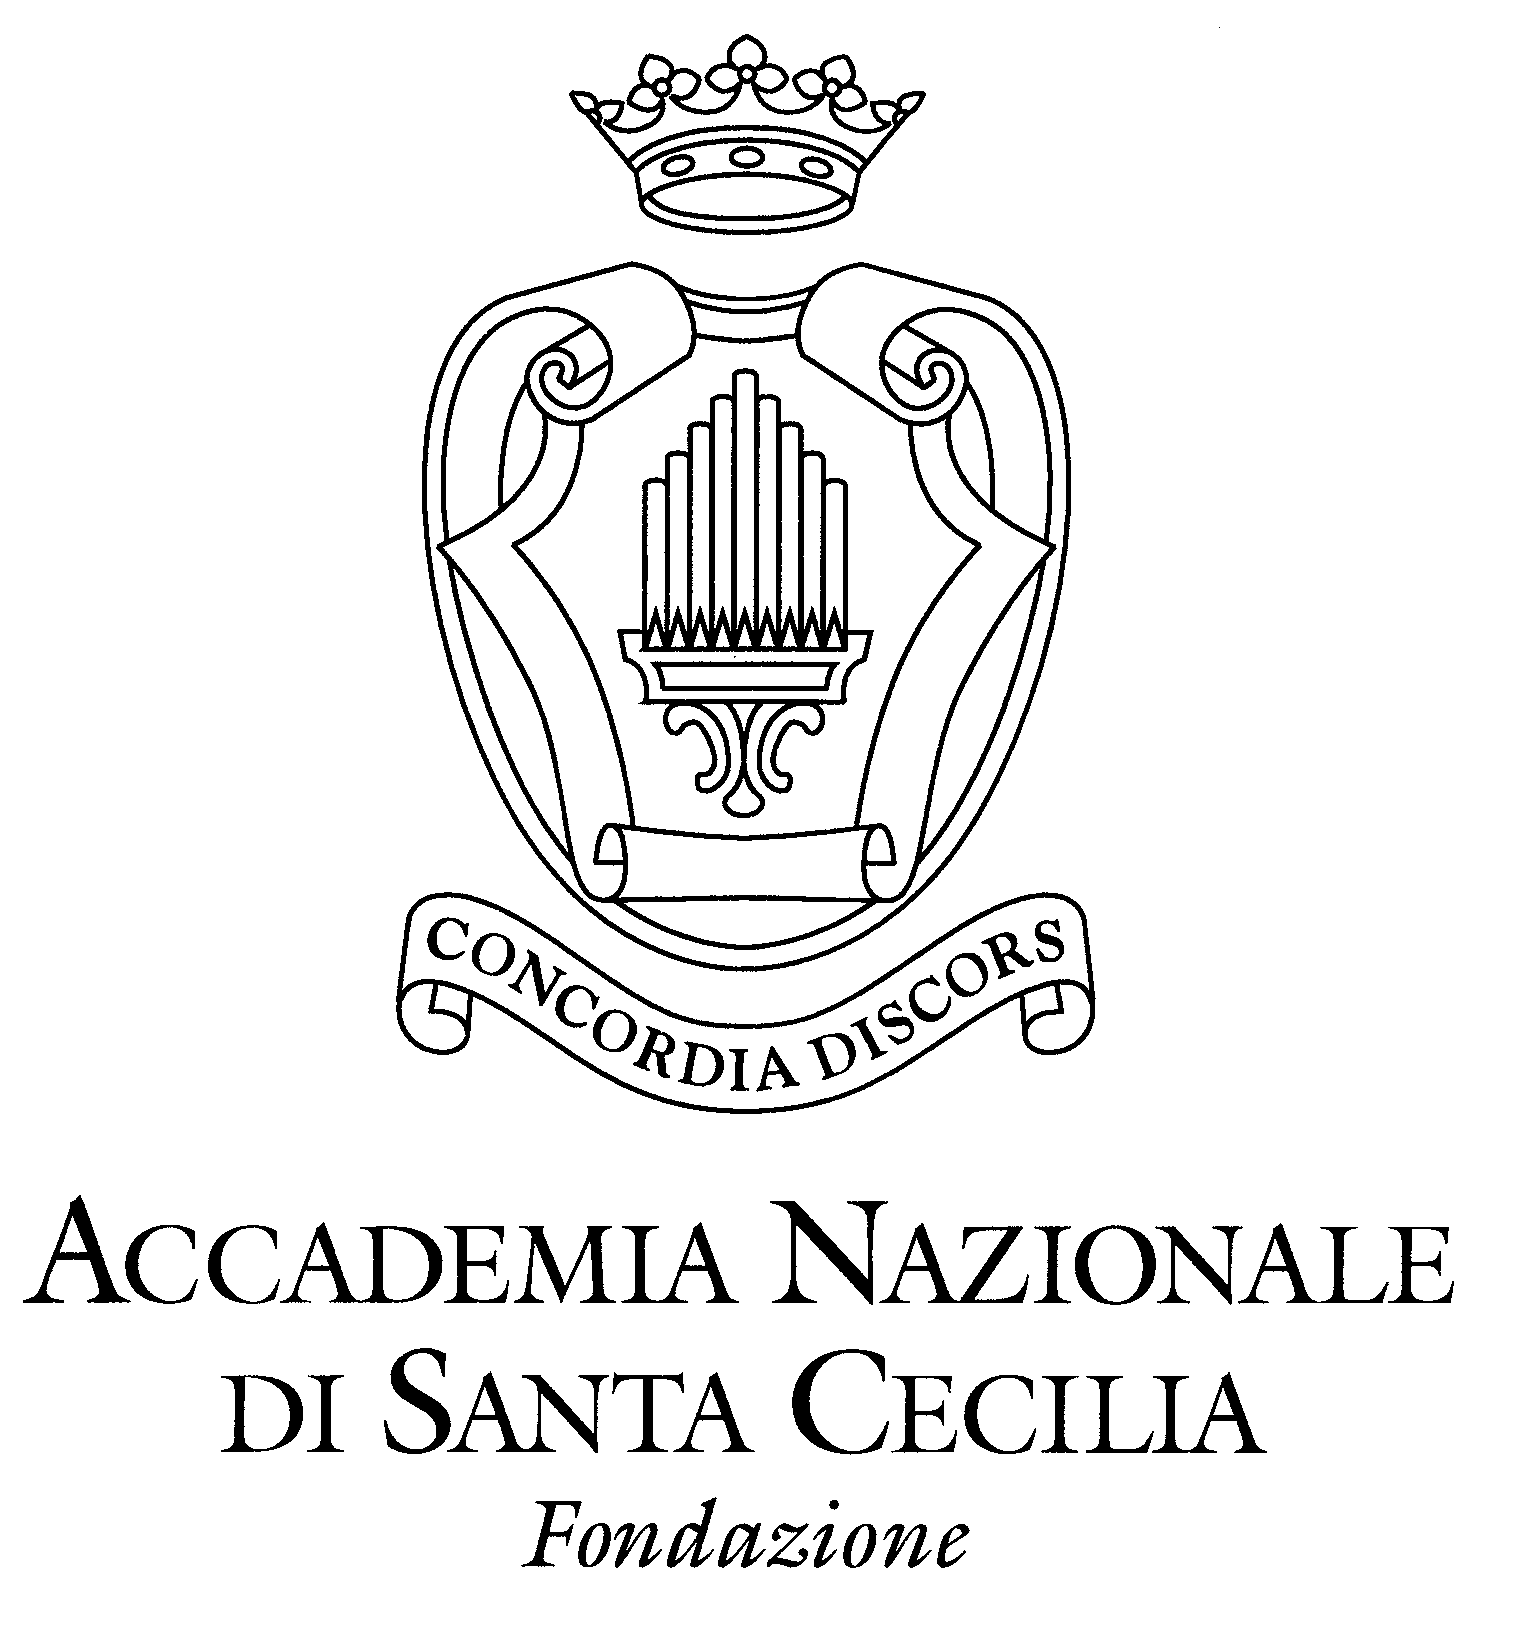 CONCORDIA DISCORS
ACCADEMIA NAZIONALE
DI SANTA CECILIA
Fondazione